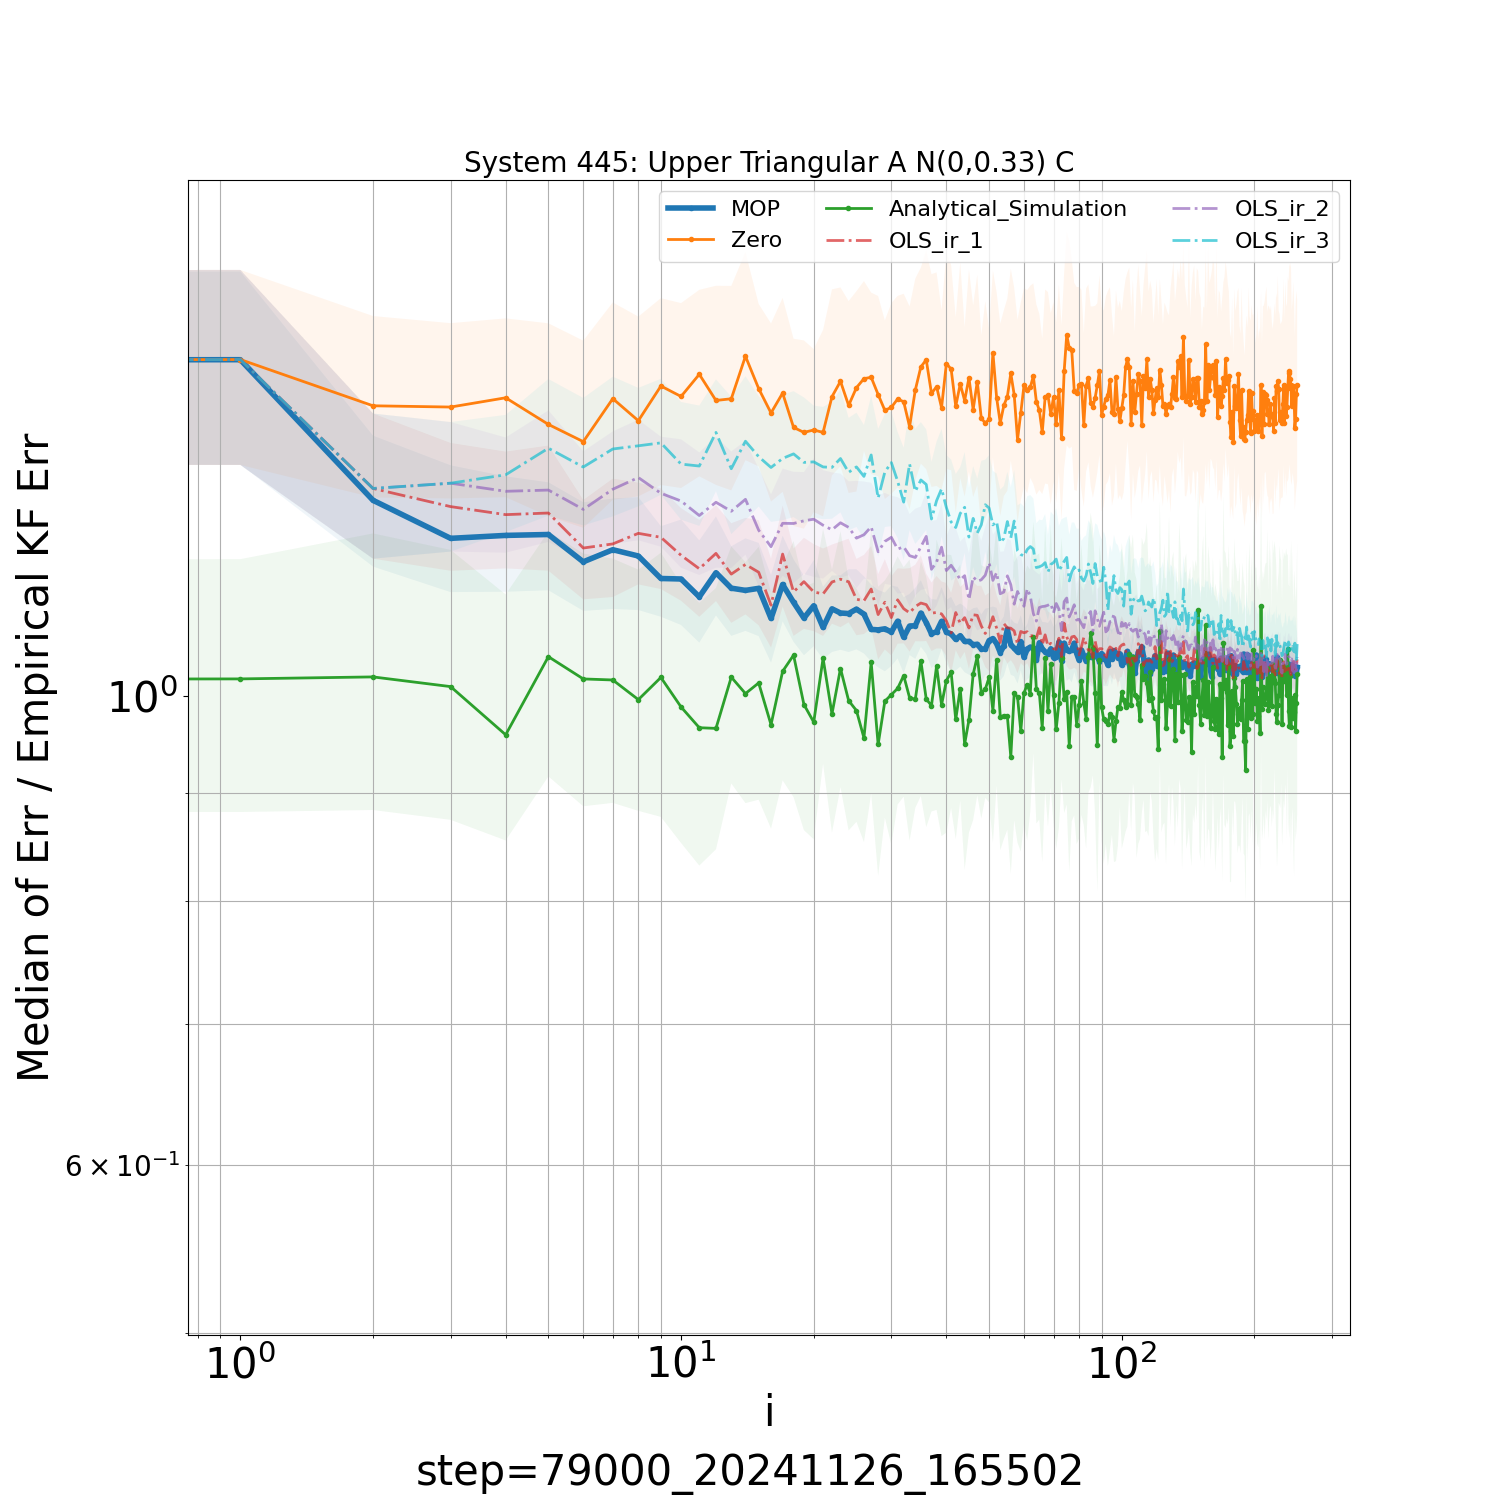 System 445: Upper Triangular A N(0,0.33) C
MOP
Zero
Analytical_Simulation
OLS_ir_1
OLS_ir_2
OLS_ir_3
Median of Err / Empirical KF Err
10⁰
6 × 10⁻¹
10⁰
10¹
10²
i
step=79000_20241126_165502